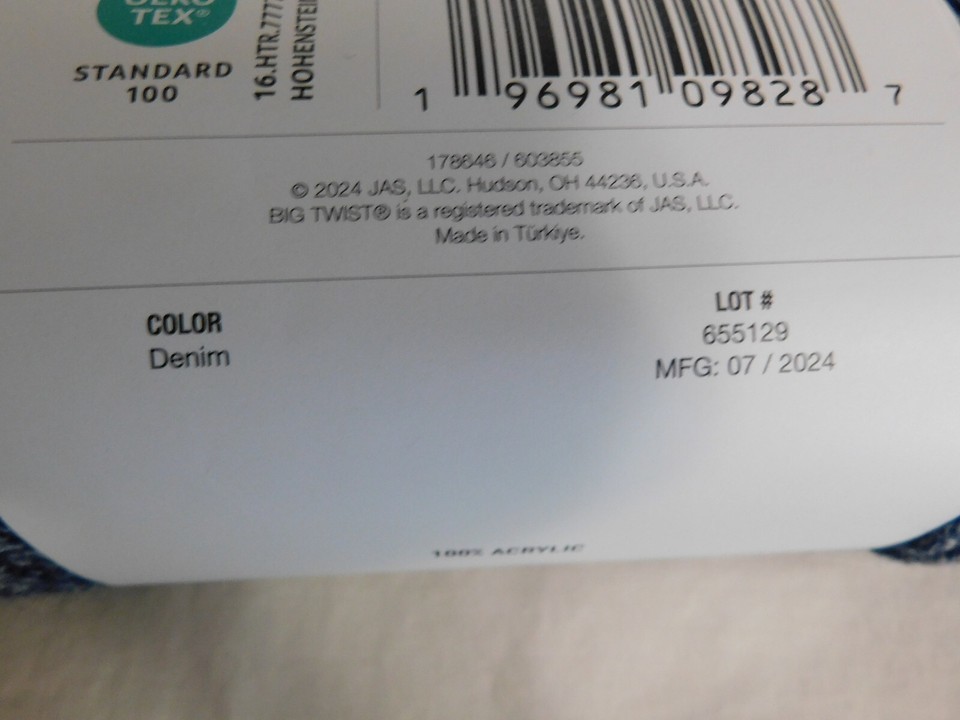 TEX®
STANDARD
100
16.HTR.777
HOHENSTEI
1 96981 09828 7
178646 / 603855
© 2024 JAS, LLC. Hudson, OH 44236, U.S.A.
BIG TWIST® is a registered trademark of JAS, LLC.
Made in Türkiye.
COLOR
Denim
LOT #
655129
MFG: 07 / 2024
100% ACRYLIC